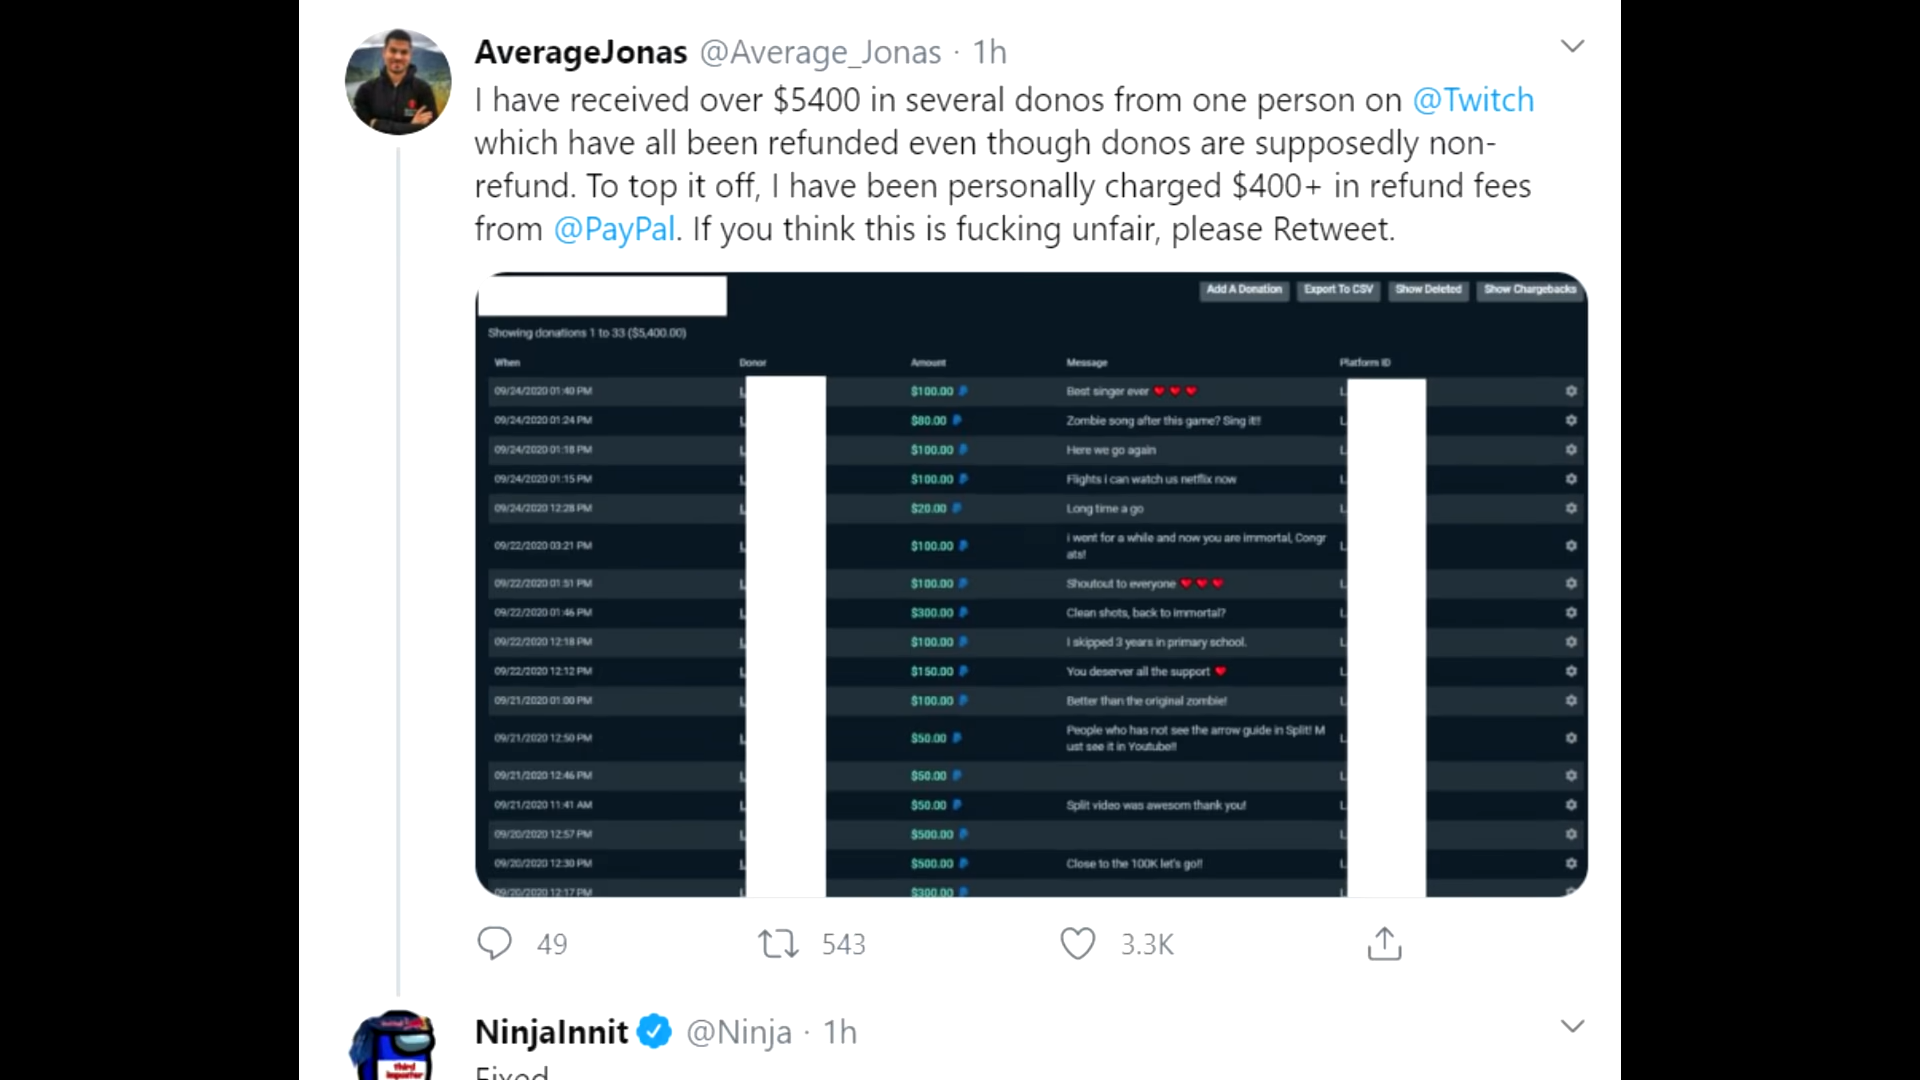 AverageJonas @Average_Jonas · 1h
I have received over $5400 in several donos from one person on @Twitch
which have all been refunded even though donos are supposedly non-
refund. To top it off, I have been personally charged $400+ in refund fees
from @PayPal. If you think this is fucking unfair, please Retweet.
Add A Donation Export To CSV Show Deleted Show Chargebacks
Showing donations 1 to 33 ($5,400.00)
When Donor Amount Message Platform ID
09/24/2020 01:40 PM L $100.00 Best singer ever ❤ ❤ ❤ L
09/24/2020 01:24 PM L $80.00 Zombie song after this game? Sing it!! L
09/24/2020 01:18 PM L $100.00 Here we go again L
09/24/2020 01:15 PM L $100.00 Flights i can watch us netflix now L
09/24/2020 12:28 PM L $20.00 Long time a go L
09/22/2020 03:21 PM L $100.00 i went for a while and now you are immortal, Congr L
ats!
09/22/2020 01:51 PM L $100.00 Shoutout to everyone ❤ ❤ ❤ L
09/22/2020 01:46 PM L $300.00 Clean shots, back to immortal? L
09/22/2020 12:18 PM L $100.00 I skipped 3 years in primary school. L
09/22/2020 12:12 PM L $150.00 You deserver all the support ❤ L
09/21/2020 01:00 PM L $100.00 Better than the original zombie! L
09/21/2020 12:50 PM L $50.00 People who has not see the arrow guide in Split! M L
ust see it in Youtube!!
09/21/2020 12:46 PM L $50.00 L
09/21/2020 11:41 AM L $50.00 Split video was awesom thank you! L
09/20/2020 12:57 PM L $500.00 L
09/20/2020 12:30 PM L $500.00 Close to the 100K let's go!! L
09/20/2020 12:17 PM L $300.00 L
49 543 3.3K
NinjaInnit @Ninja · 1h
third
imposter
Fixed